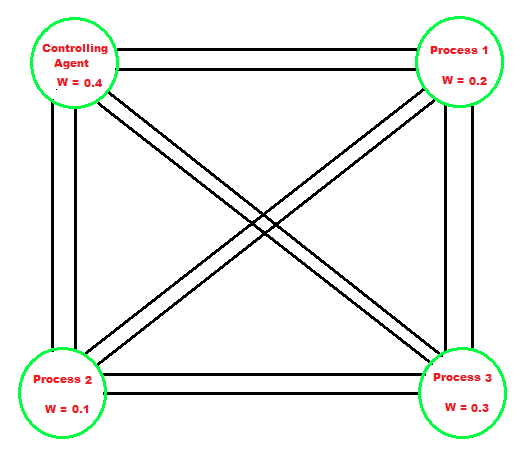 Controlling
Agent
W = 0.4
Process 1
W = 0.2
Process 2
W = 0.1
Process 3
W = 0.3